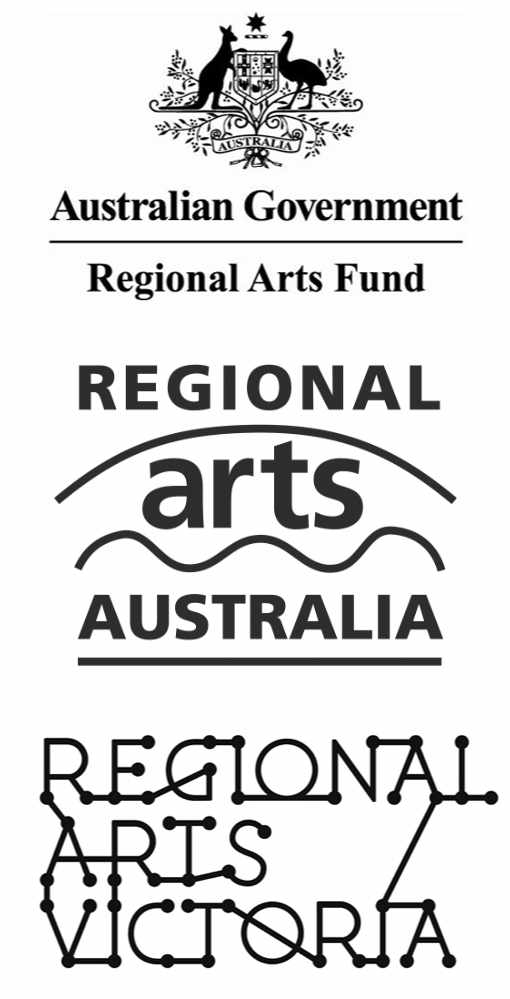 AUSTRALIA
Australian Government
Regional Arts Fund
REGIONAL
arts
AUSTRALIA
REGIONAL
ARTS
VICTORIA